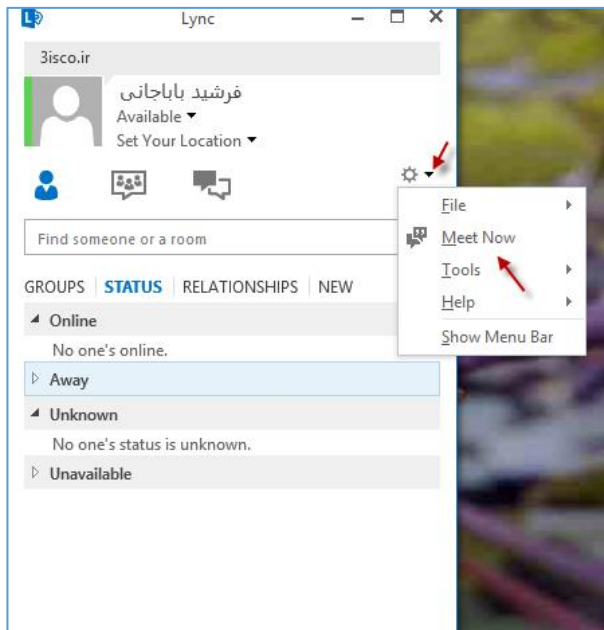 Lync
3isco.ir
فرشید باباجانی
Available
Set Your Location
File
Meet Now
Tools
Help
Show Menu Bar
Find someone or a room
GROUPS STATUS RELATIONSHIPS NEW
Online
No one's online.
Away
Unknown
No one's status is unknown.
Unavailable